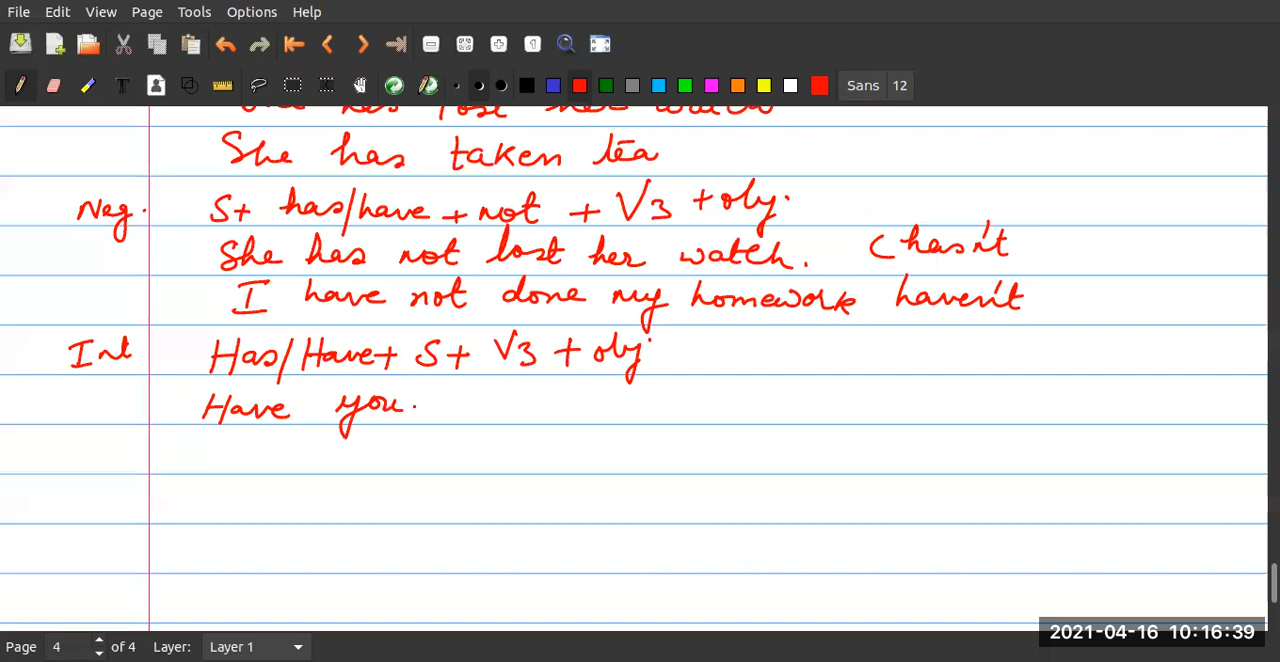 File Edit View Page Tools Options Help
Sans 12
She has taken tea
Neg. S+ has/have + not + V3 + obj.
She has not lost her watch. (hasn't
I have not done my homework haven't
Int Has/Have + S + V3 + obj.
Have you.
2021-04-16 10:16:39
Page 4 of 4 Layer: Layer 1